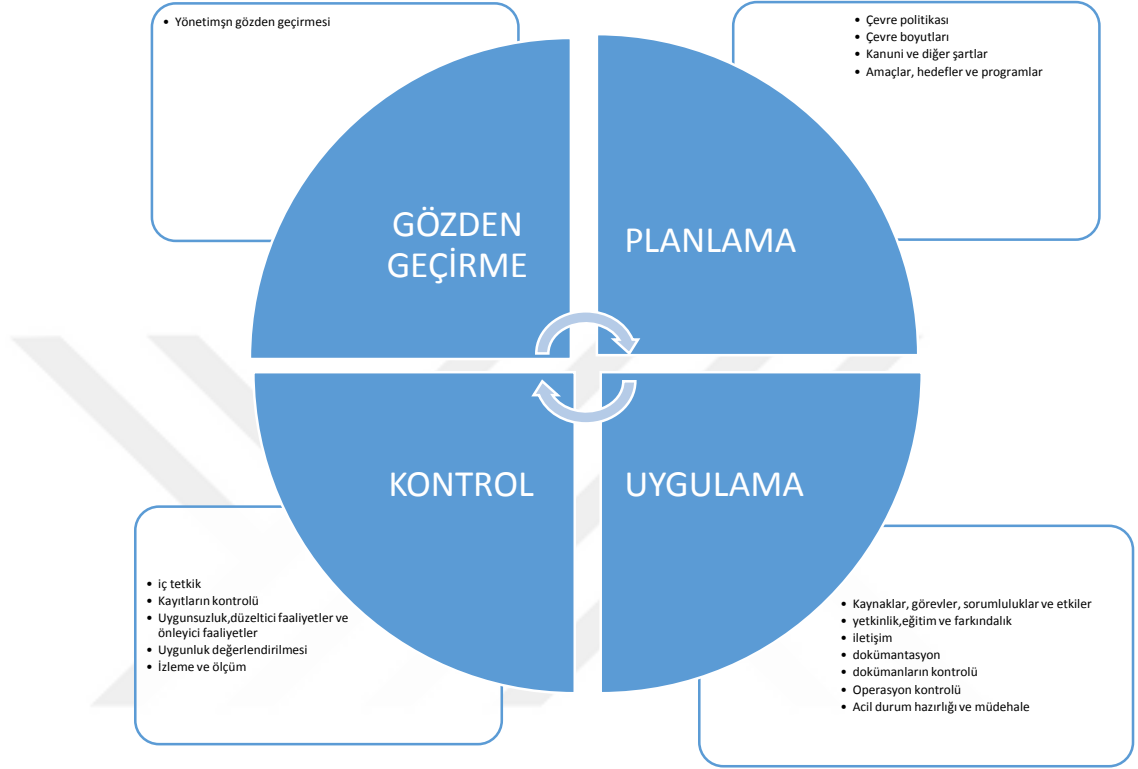 • Yönetimşn gözden geçirmesi
• Çevre politikası
• Çevre boyutları
• Kanuni ve diğer şartlar
• Amaçlar, hedefler ve programlar
GÖZDEN
GEÇİRME
PLANLAMA
KONTROL
UYGULAMA
• iç tetkik
• Kayıtların kontrolü
• Uygunsuzluk,düzeltici faaliyetler ve
önleyici faaliyetler
• Uygunluk değerlendirilmesi
• İzleme ve ölçüm
• Kaynaklar, görevler, sorumluluklar ve etkiler
• yetkinlik,eğitim ve farkındalık
• iletişim
• dokümantasyon
• dokümanların kontrolü
• Operasyon kontrolü
• Acil durum hazırlığı ve müdehale